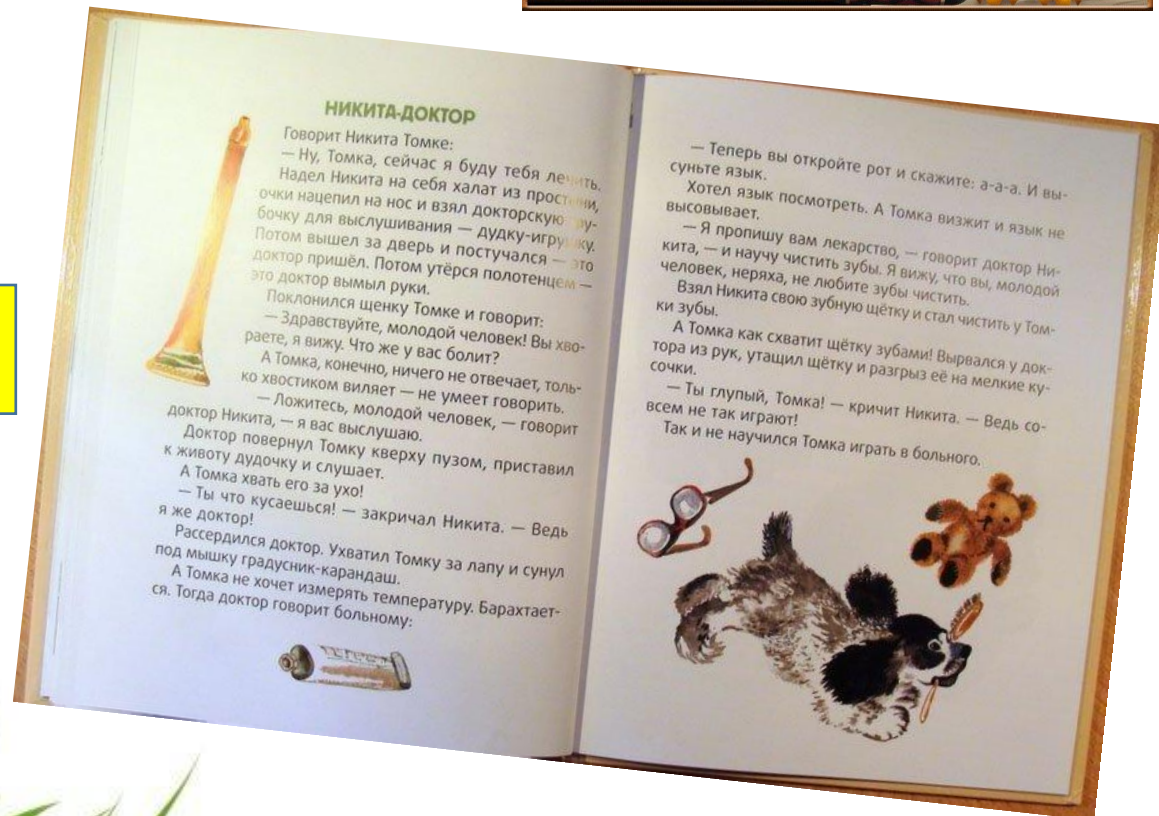 НИКИТА-ДОКТОР
Говорит Никита Томке:
— Ну, Томка, сейчас я буду тебя лечить.
Надел Никита на себя халат из простыни,
очки нацепил на нос и взял докторскую тру-
бочку для выслушивания — дудку-игрушку.
Потом вышел за дверь и постучался — это
доктор пришёл. Потом утёрся полотенцем —
это доктор вымыл руки.
Поклонился щенку Томке и говорит:
— Здравствуйте, молодой человек! Вы хво-
раете, я вижу. Что же у вас болит?
А Томка, конечно, ничего не отвечает, толь-
ко хвостиком виляет — не умеет говорить.
— Ложитесь, молодой человек, — говорит
доктор Никита, — я вас выслушаю.
Доктор повернул Томку кверху пузом, приставил
к животу дудочку и слушает.
А Томка хвать его за ухо!
— Ты что кусаешься! — закричал Никита. — Ведь
я же доктор!
Рассердился доктор. Ухватил Томку за лапу и сунул
под мышку градусник-карандаш.
А Томка не хочет измерять температуру. Барахтает-
ся. Тогда доктор говорит больному:
— Теперь вы откройте рот и скажите: а-а-а. И вы-
суньте язык.
Хотел язык посмотреть. А Томка визжит и язык не
высовывает.
— Я пропишу вам лекарство, — говорит доктор Ни-
кита, — и научу чистить зубы. Я вижу, что вы, молодой
человек, неряха, не любите зубы чистить.
Взял Никита свою зубную щётку и стал чистить у Том-
ки зубы.
А Томка как схватит щётку зубами! Вырвался у док-
тора из рук, утащил щётку и разгрыз её на мелкие ку-
сочки.
— Ты глупый, Томка! — кричит Никита. — Ведь со-
всем не так играют!
Так и не научился Томка играть в больного.